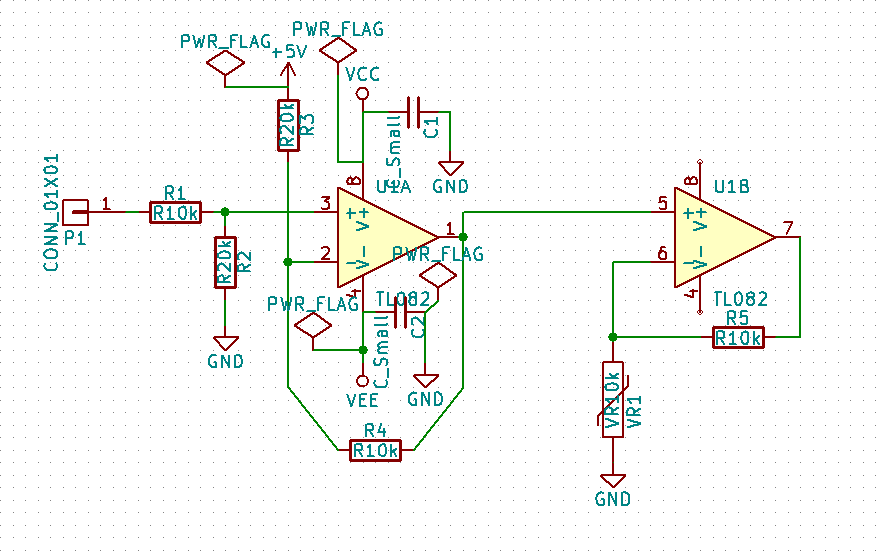 PWR_FLAG
PWR_FLAG
+5V
VCC
R20k
R3
C_Small
C1
GND
CONN_01X01
1
P1
R1
R10k
R20k
R2
GND
3
2
8
4
1
+
-
V+
V-
U1A
TL082
PWR_FLAG
PWR_FLAG
C_Small
C2
VEE
GND
R4
R10k
5
6
8
4
7
+
-
V+
V-
U1B
TL082
R5
R10k
VR10k
VR1
GND